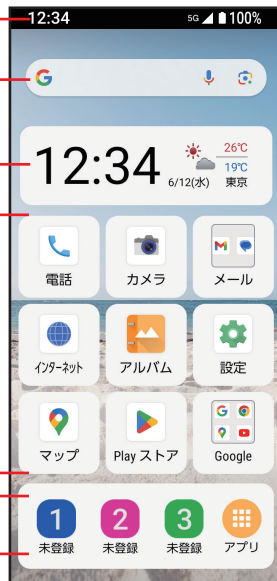 12:34 5G 100%
12:34 26℃
19℃
6/12(水) 東京
電話 カメラ メール
インターネット アルバム 設定
マップ Play ストア Google
1 2 3
未登録 未登録 未登録 アプリ